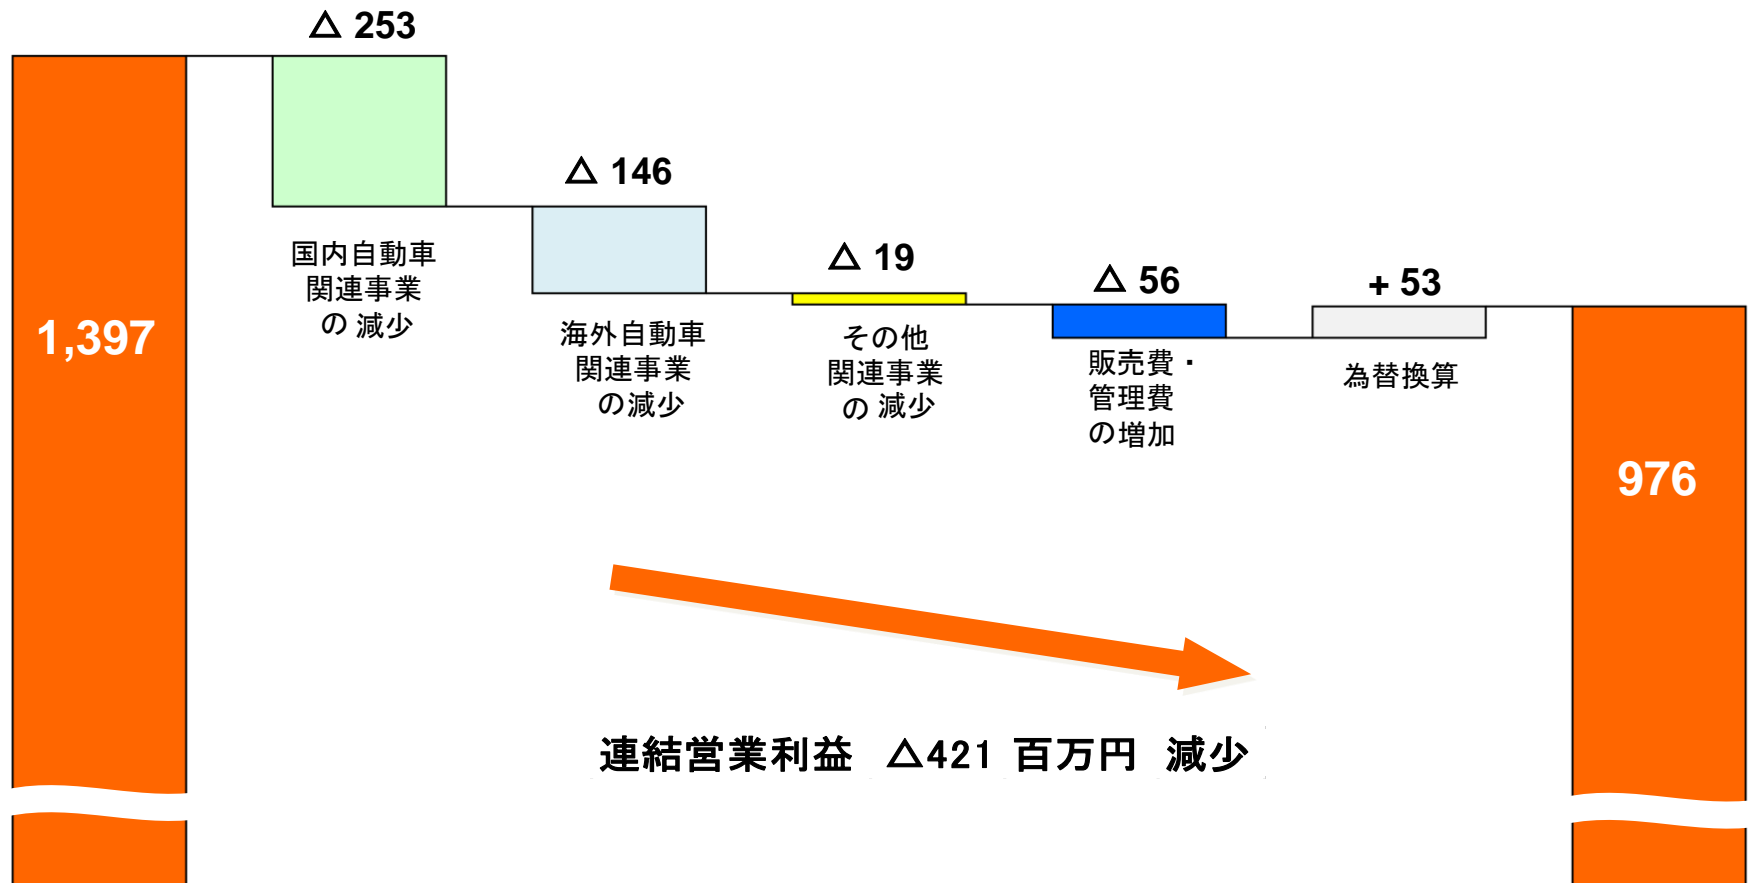 △ 253
△ 146
△ 19
△ 56
+ 53
1,397
国内自動車
関連事業
の 減少
海外自動車
関連事業
の減少
その他
関連事業
の 減少
販売費・
管理費
の増加
為替換算
976
連結営業利益 △421 百万円 減少